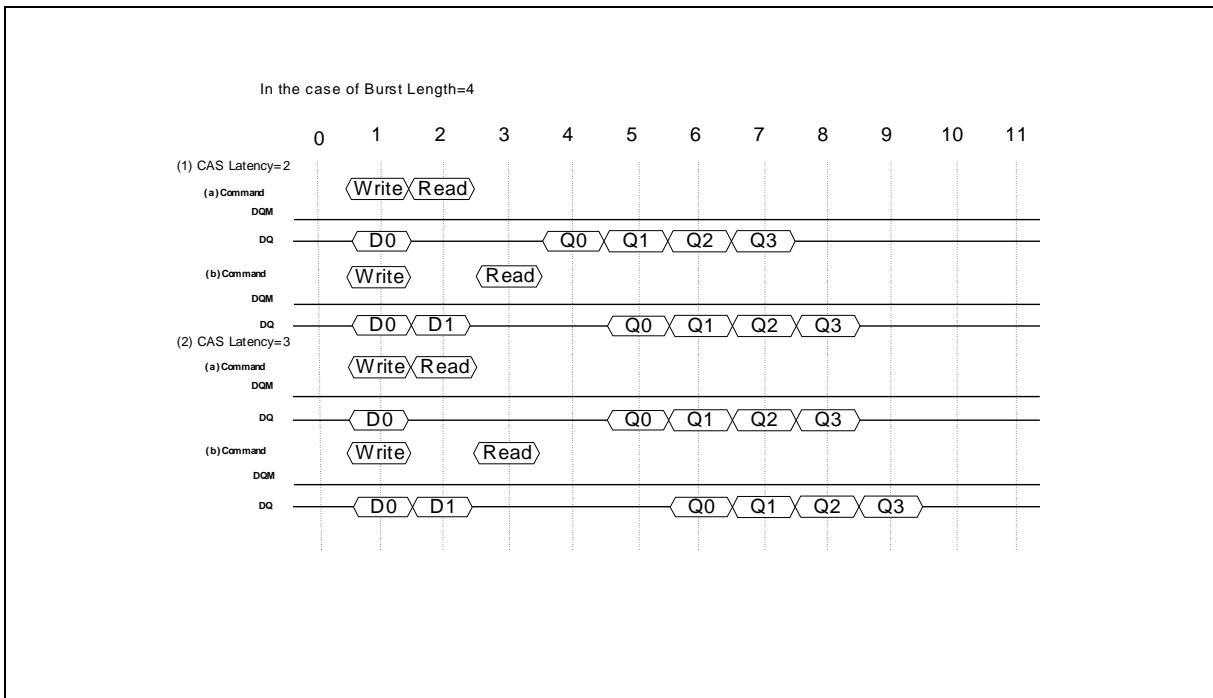 In the case of Burst Length=4
0 1 2 3 4 5 6 7 8 9 10 11
(1) CAS Latency=2
(a) Command Write Read
DQM
DQ D0 Q0 Q1 Q2 Q3
(b) Command Write Read
DQM
DQ D0 D1 Q0 Q1 Q2 Q3
(2) CAS Latency=3
(a) Command Write Read
DQM
DQ D0 Q0 Q1 Q2 Q3
(b) Command Write Read
DQM
DQ D0 D1 Q0 Q1 Q2 Q3